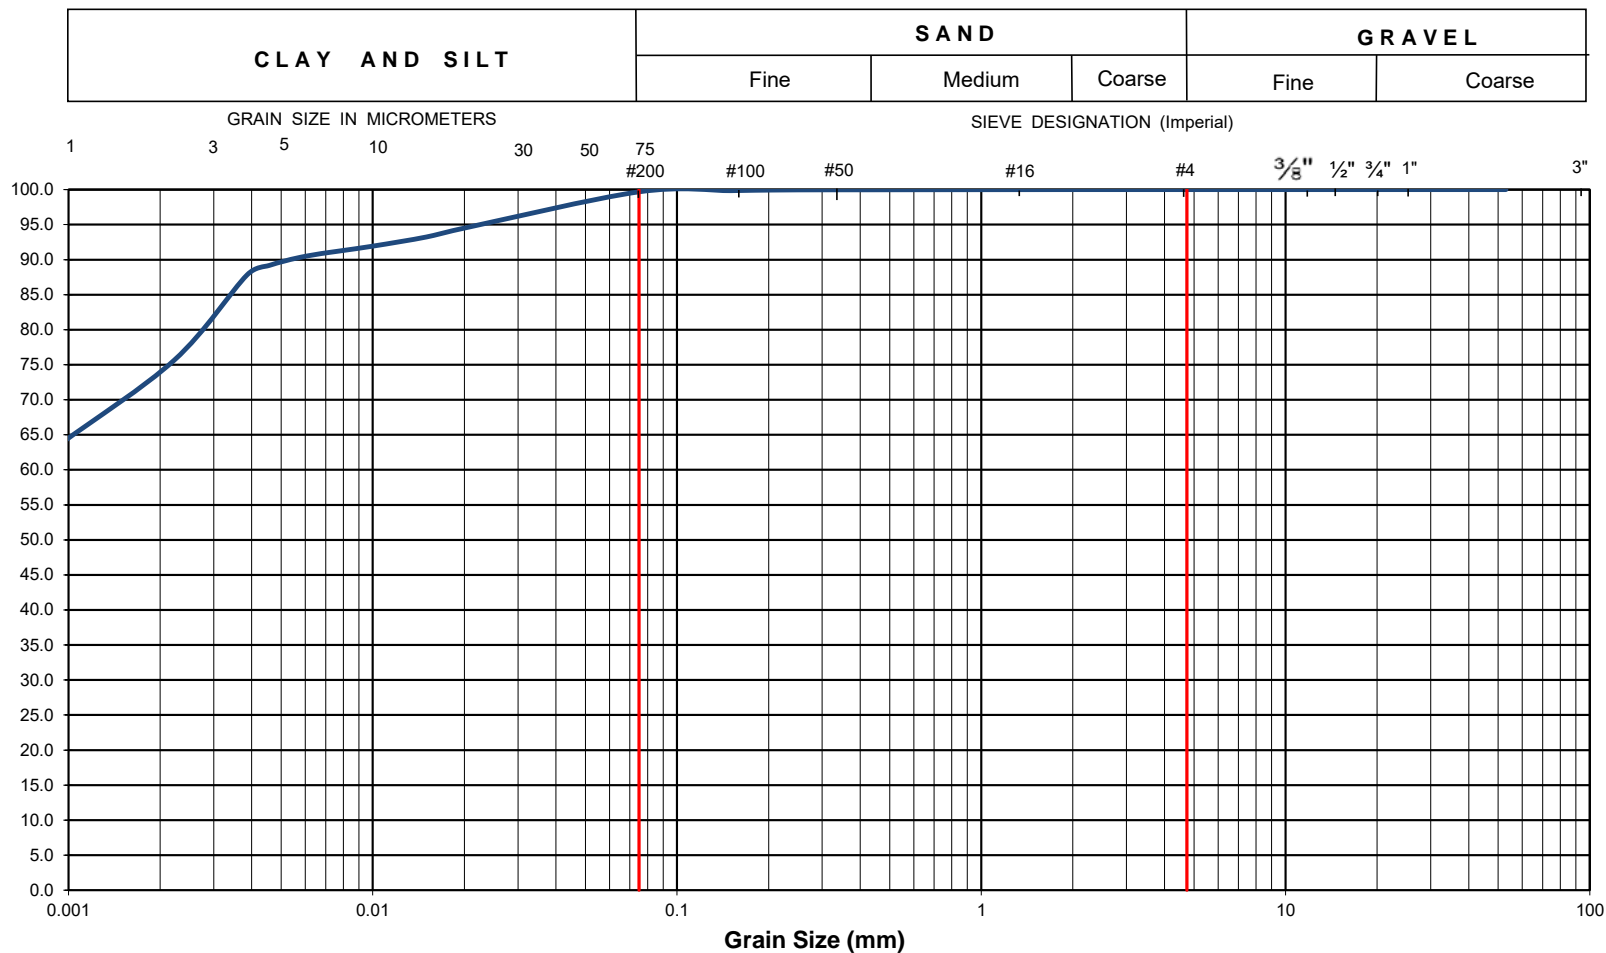 SAND
GRAVEL
CLAY AND SILT
Fine Medium Coarse Fine Coarse
GRAIN SIZE IN MICROMETERS
SIEVE DESIGNATION (Imperial)
1 3 5 10 30 50 75
#200 #100 #50 #16 #4 ⅜" ½" ¾" 1" 3"
100.0
95.0
90.0
85.0
80.0
75.0
70.0
65.0
60.0
55.0
50.0
45.0
40.0
35.0
30.0
25.0
20.0
15.0
10.0
5.0
0.0
0.001 0.01 0.1 1 10 100
Grain Size (mm)